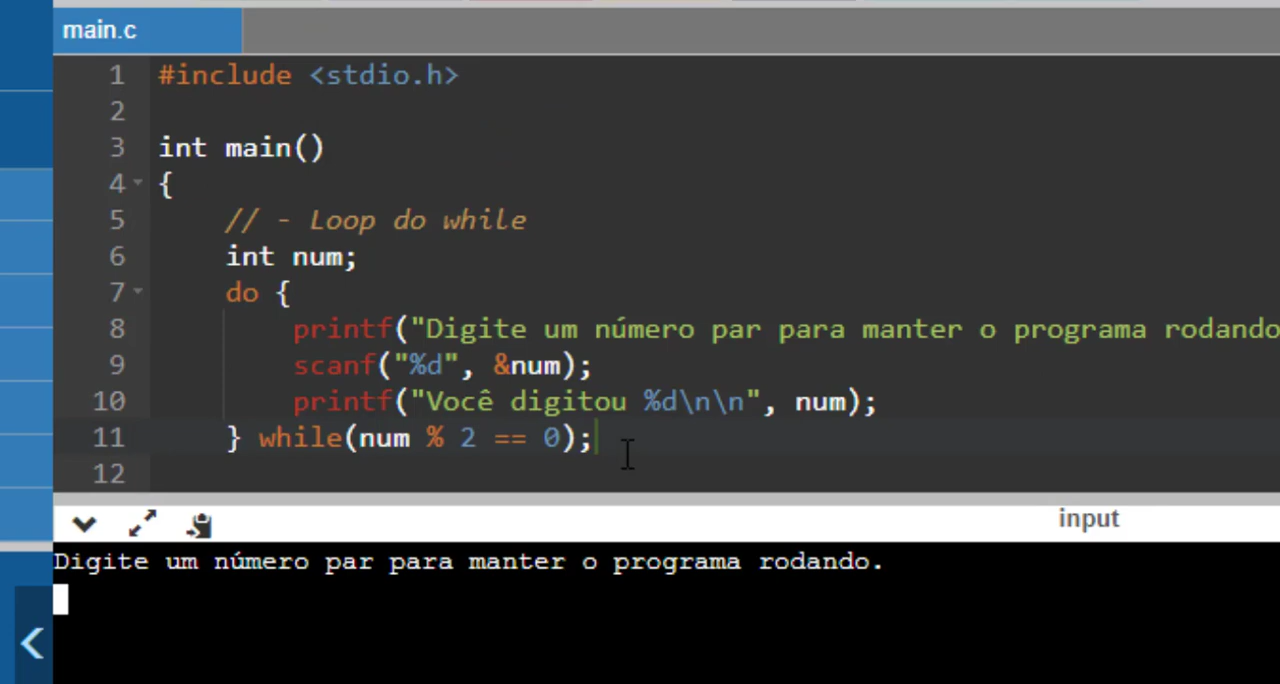 main.c
1 #include <stdio.h>
2
3 int main()
4 {
5 // - Loop do while
6 int num;
7 do {
8 printf("Digite um número par para manter o programa rodando
9 scanf("%d", &num);
10 printf("Você digitou %d\n\n", num);
11 } while(num % 2 == 0);
12
input
Digite um número par para manter o programa rodando.